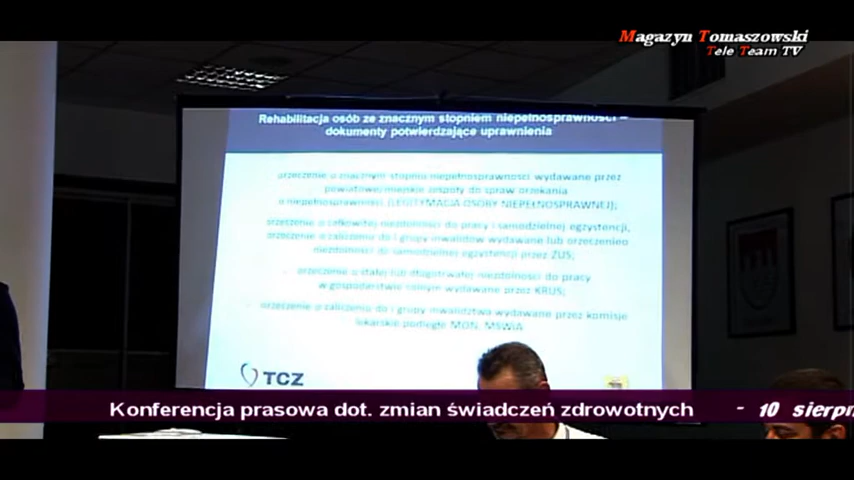 Magazyn Tomaszowski
Tele Team TV
Rehabilitacja osób ze znacznym stopniem niepełnosprawności –
dokumenty potwierdzające uprawnienia
orzeczenie o znacznym stopniu niepełnosprawności wydawane przez
powiatowe/miejskie zespoły do spraw orzekania
o niepełnosprawności (LEGITYMACJA OSOBY NIEPEŁNOSPRAWNEJ);
orzeczenie o całkowitej niezdolności do pracy i samodzielnej egzystencji,
orzeczenie o zaliczeniu do I grupy inwalidów wydawane lub orzeczenieo
niezdolności do samodzielnej egzystencji przez ZUS;
orzeczenie o stałej lub długotrwałej niezdolności do pracy
w gospodarstwie rolnym wydawane przez KRUS;
orzeczenie o zaliczeniu do I grupy inwalidztwa wydawane przez komisje
lekarskie podległe MON, MSWiA
TCZ
Konferencja prasowa dot. zmian świadczeń zdrowotnych - 10 sierpn